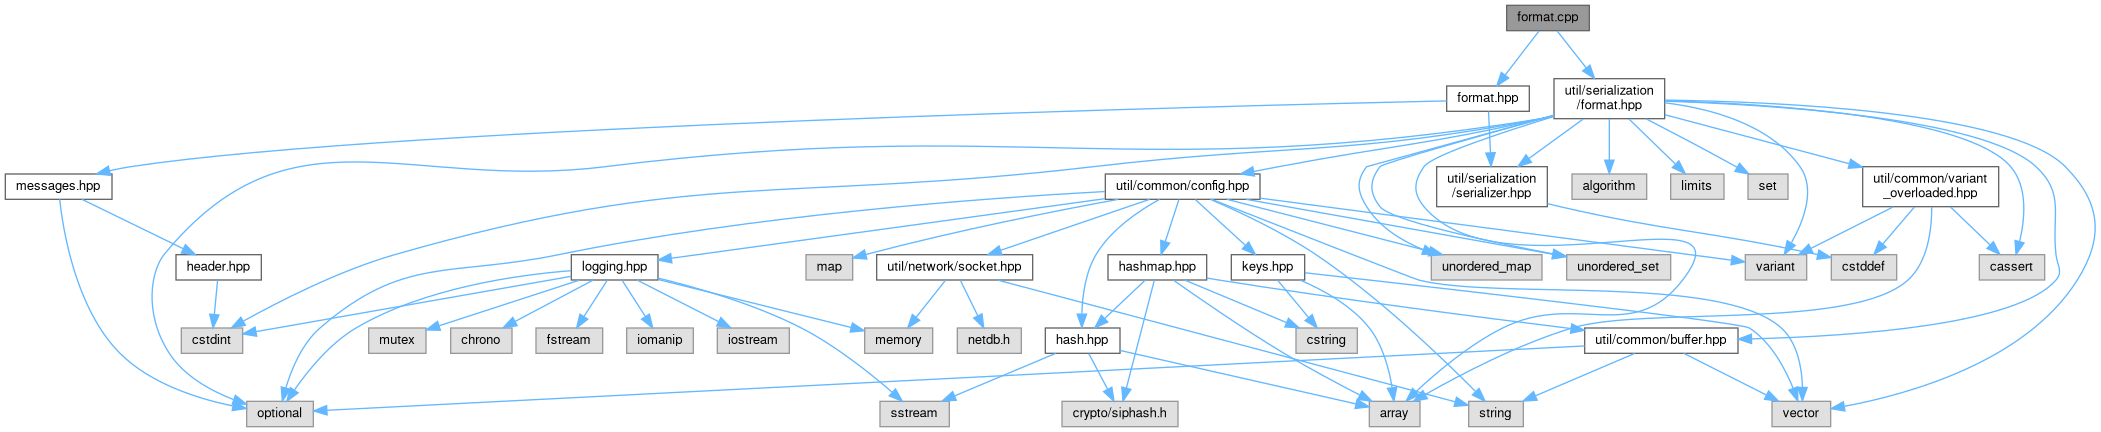 format.cpp
util/serialization
/format.hpp
format.hpp
messages.hpp
util/common/config.hpp
util/serialization
/serializer.hpp
algorithm
limits
set
util/common/variant
_overloaded.hpp
header.hpp
logging.hpp
map
util/network/socket.hpp
hashmap.hpp
keys.hpp
unordered_map
unordered_set
variant
cstddef
cassert
cstdint
mutex
chrono
fstream
iomanip
iostream
memory
netdb.h
hash.hpp
cstring
util/common/buffer.hpp
optional
sstream
crypto/siphash.h
array
string
vector